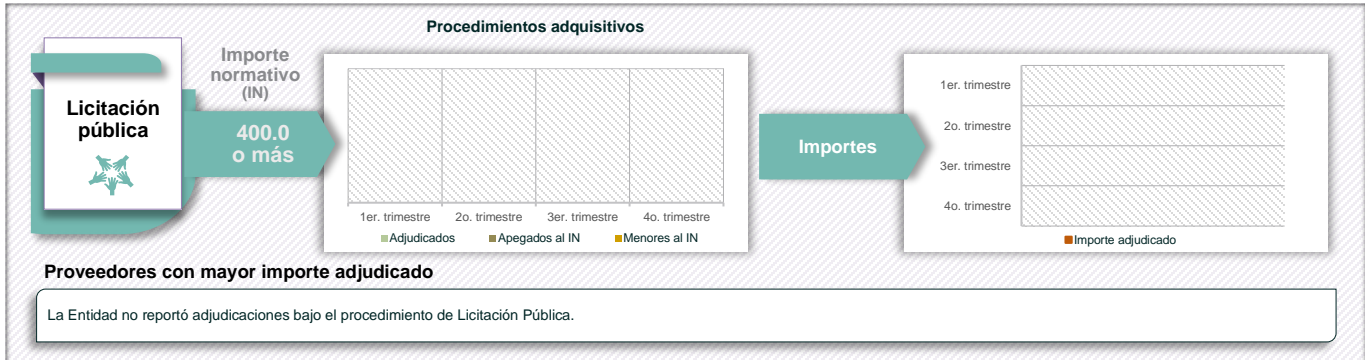 Procedimientos adquisitivos
Licitación
pública
Importe
normativo
(IN)
400.0
o más
1er. trimestre
2o. trimestre
3er. trimestre
4o. trimestre
Adjudicados
Apegados al IN
Menores al IN
Importes
1er. trimestre
2o. trimestre
3er. trimestre
4o. trimestre
Importe adjudicado
Proveedores con mayor importe adjudicado
La Entidad no reportó adjudicaciones bajo el procedimiento de Licitación Pública.